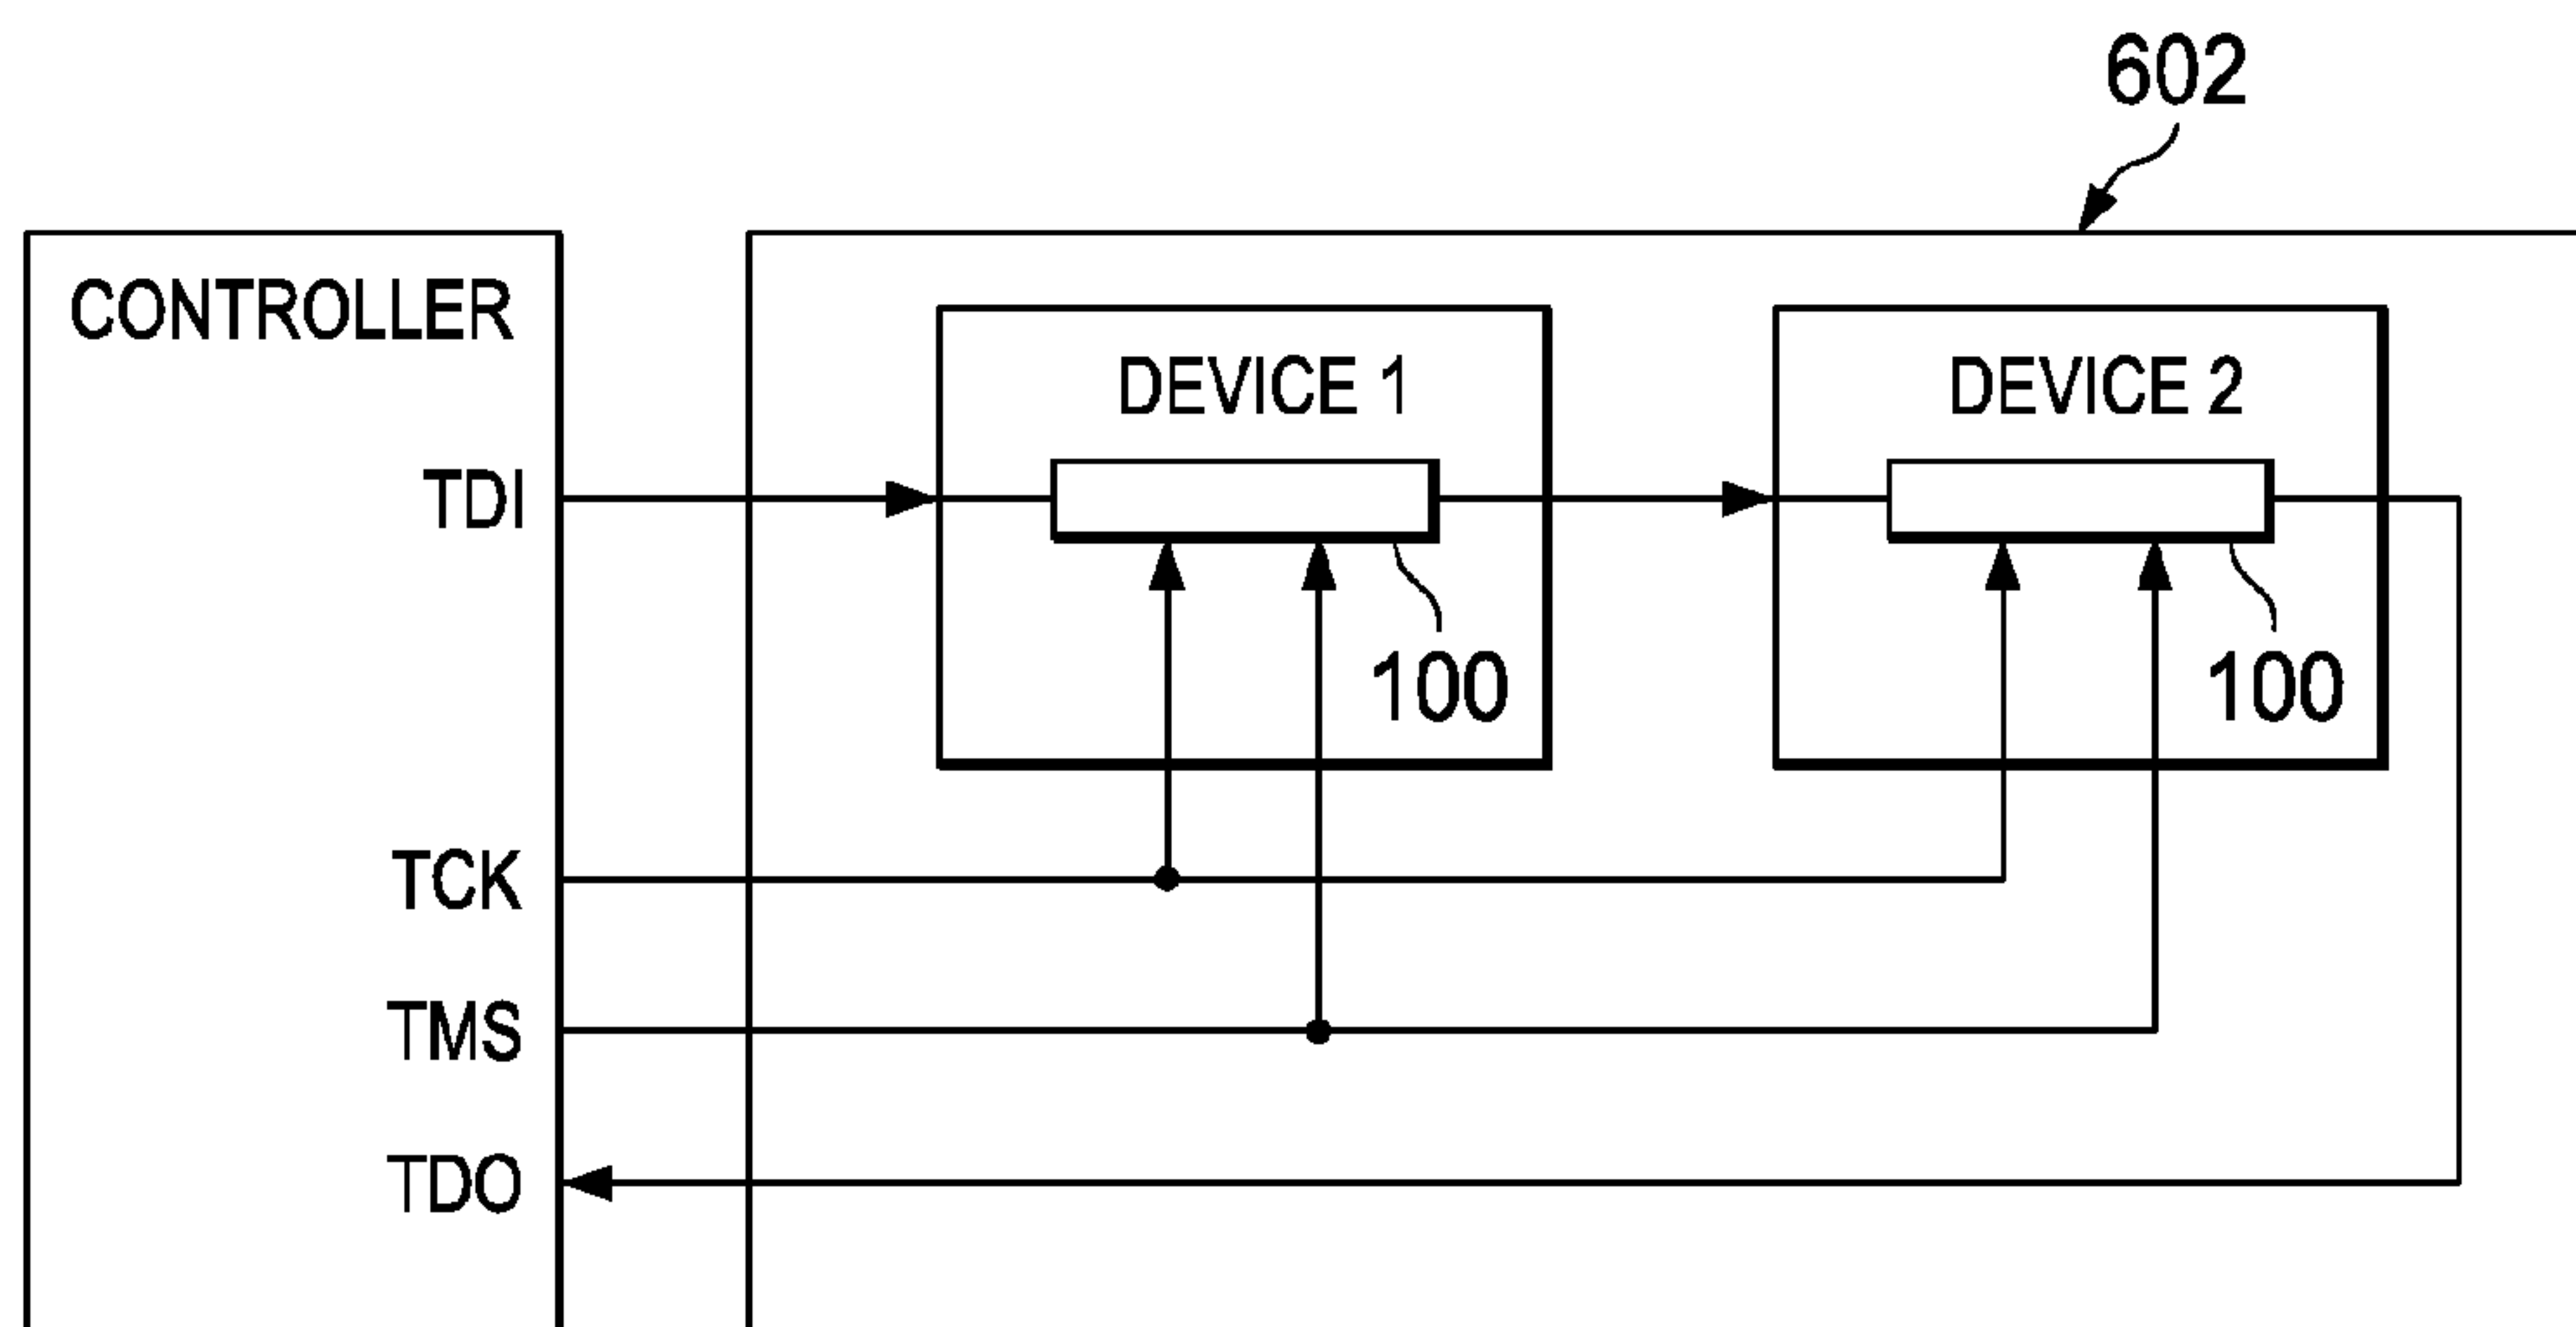 602
CONTROLLER
DEVICE 1
DEVICE 2
TDI
100
100
TCK
TMS
TDO